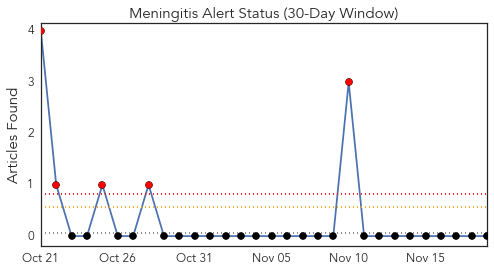 Meningitis Alert Status (30-Day Window)
Articles Found
4
3
2
1
0
Oct 21 Oct 26 Oct 31 Nov 05 Nov 10 Nov 15